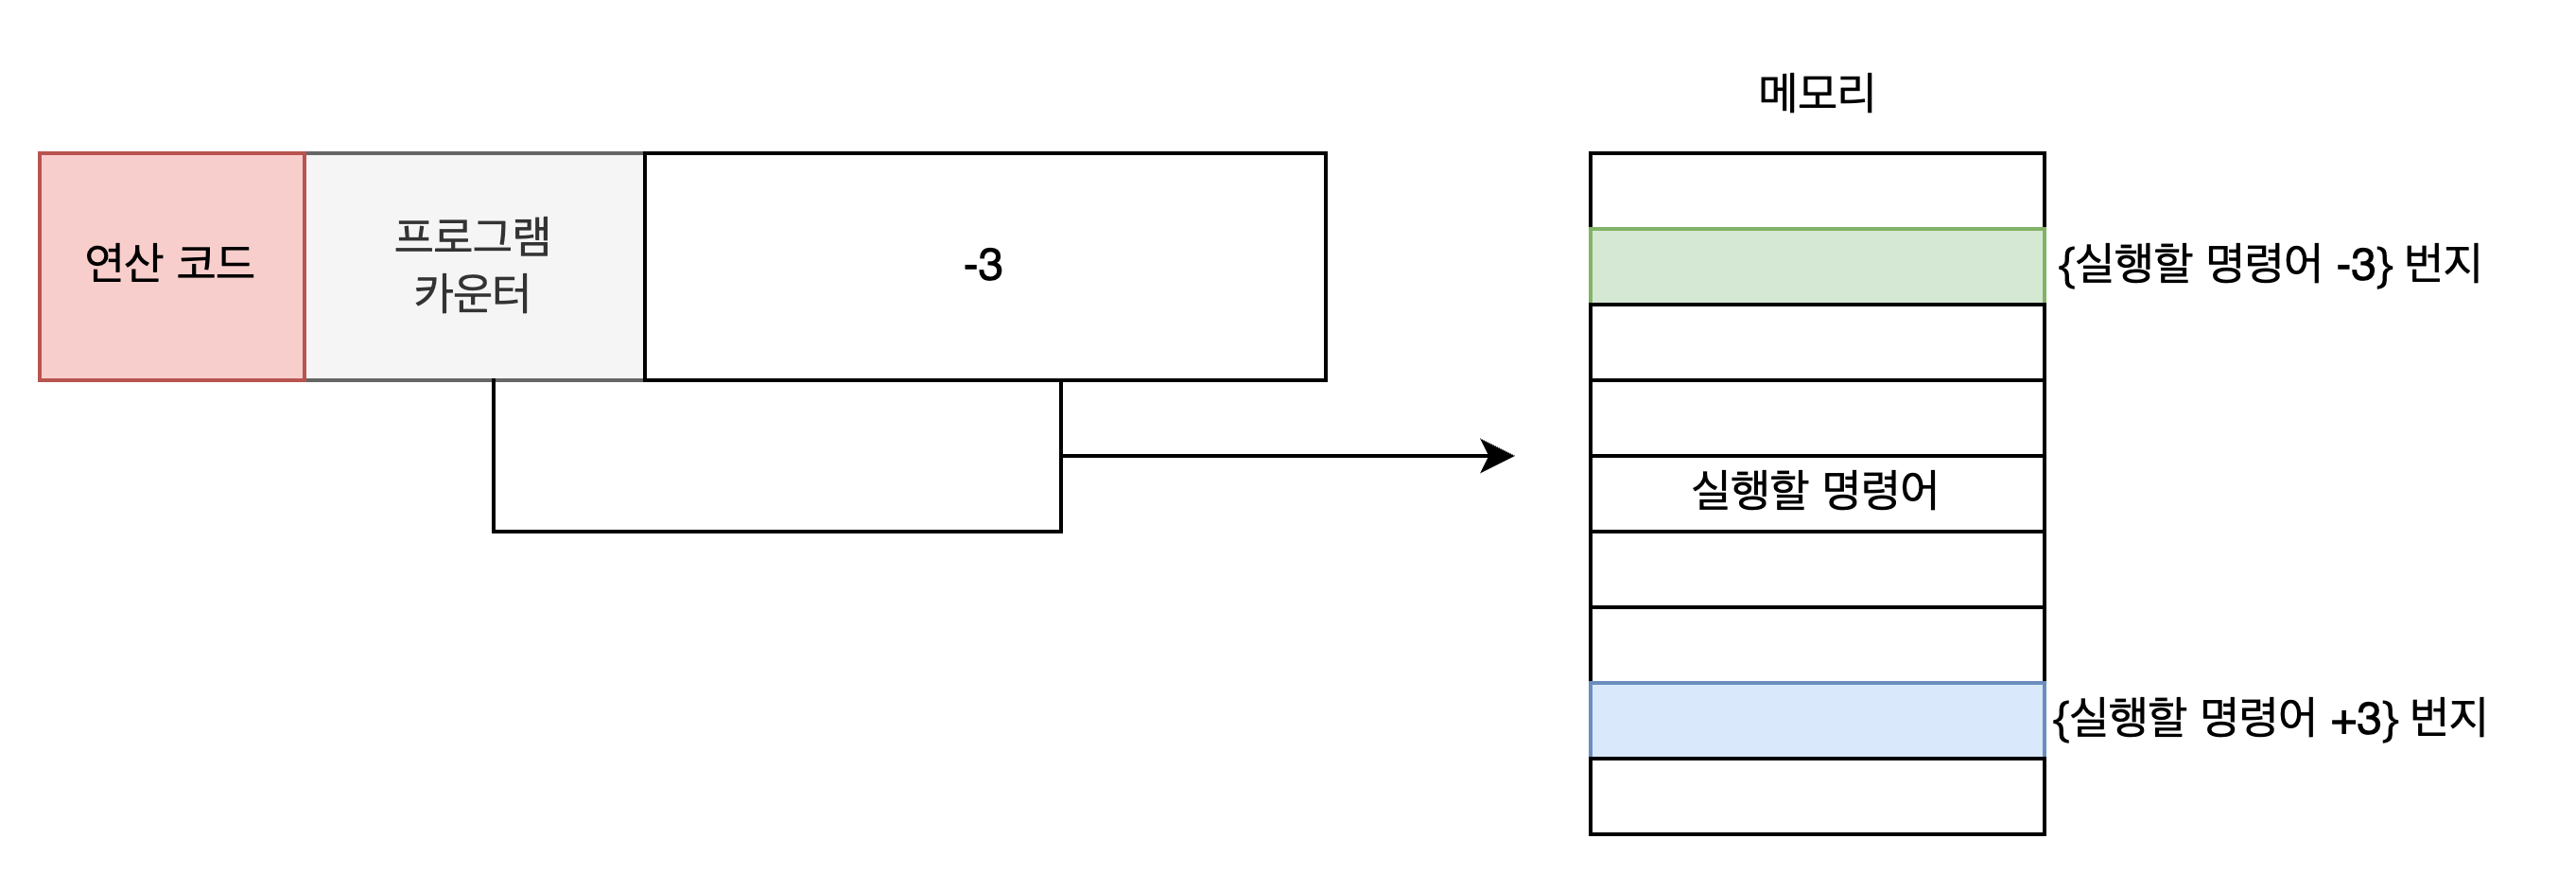 메모리
연산 코드
프로그램
카운터
-3
{실행할 명령어 -3} 번지
실행할 명령어
{실행할 명령어 +3} 번지